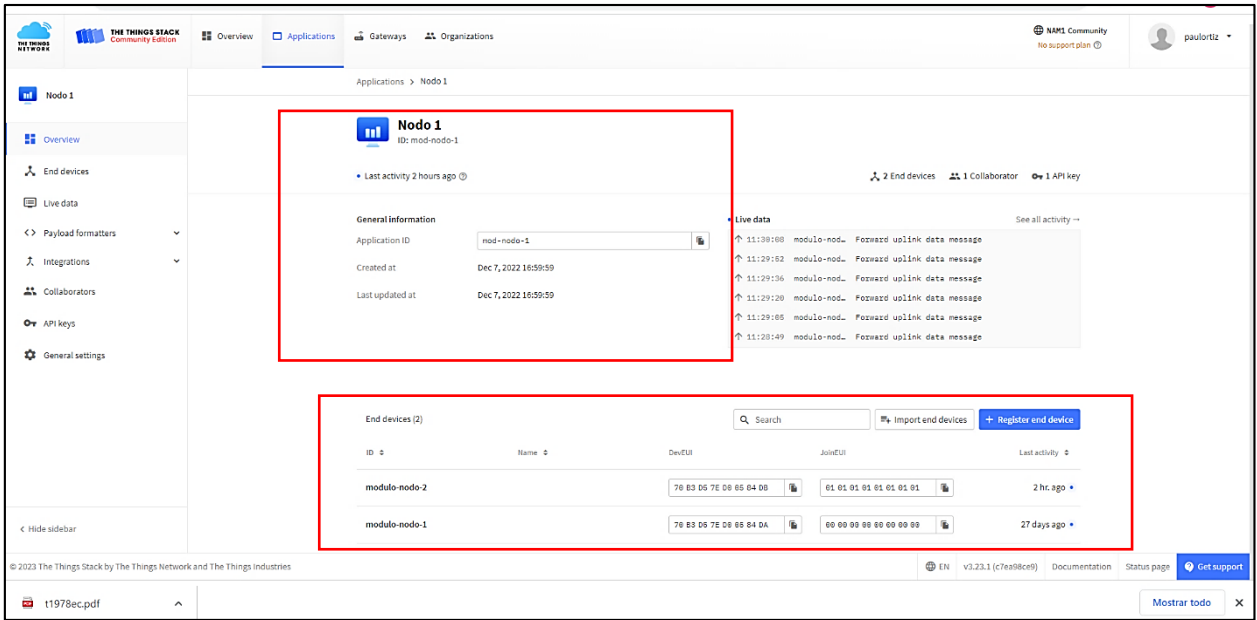 THE THINGS NETWORK
THE THINGS STACK
Community Edition
Overview
Applications
Gateways
Organizations
NAM1 Community
No support plan
paulortiz
Nodo 1
Overview
End devices
Live data
Payload formatters
Integrations
Collaborators
API keys
General settings
< Hide sidebar
Applications > Nodo 1
Nodo 1
ID: mod-nodo-1
• Last activity 2 hours ago
2 End devices 1 Collaborator 1 API key
General information
Application ID mod-nodo-1
Created at Dec 7, 2022 16:59:59
Last updated at Dec 7, 2022 16:59:59
• Live data See all activity →
↑ 11:30:08 modulo-nod… Forward uplink data message
↑ 11:29:52 modulo-nod… Forward uplink data message
↑ 11:29:36 modulo-nod… Forward uplink data message
↑ 11:29:20 modulo-nod… Forward uplink data message
↑ 11:29:05 modulo-nod… Forward uplink data message
↑ 11:28:49 modulo-nod… Forward uplink data message
End devices (2) Search Import end devices + Register end device
ID Name DevEUI JoinEUI Last activity
modulo-nodo-2 70 B3 D5 7E D0 05 84 DB 01 01 01 01 01 01 01 01 2 hr. ago •
modulo-nodo-1 70 B3 D5 7E D0 05 84 DA 00 00 00 00 00 00 00 00 27 days ago •
© 2023 The Things Stack by The Things Network and The Things Industries
EN v3.23.1 (c7ea98ce9) Documentation Status page Get support
t1978ec.pdf
Mostrar todo ×